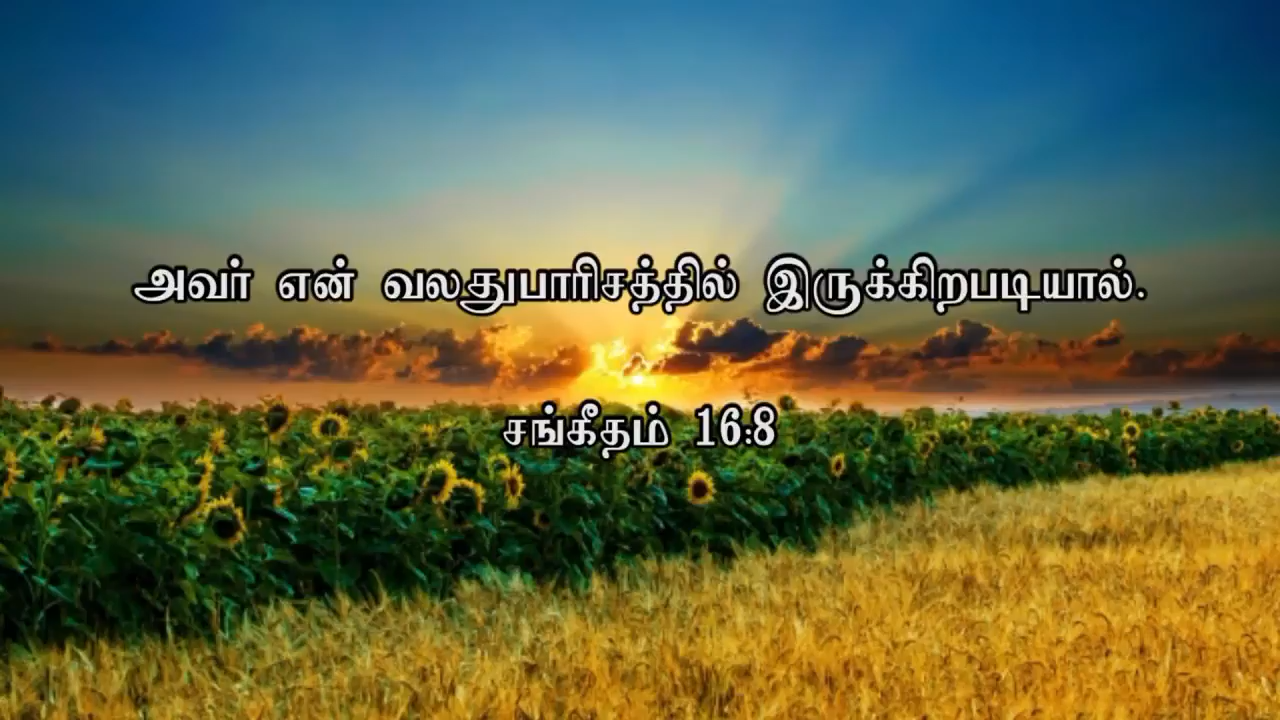 அவர் என் வலதுபாரிசத்தில் இருக்கிறபடியால்.
சங்கீதம் 16:8